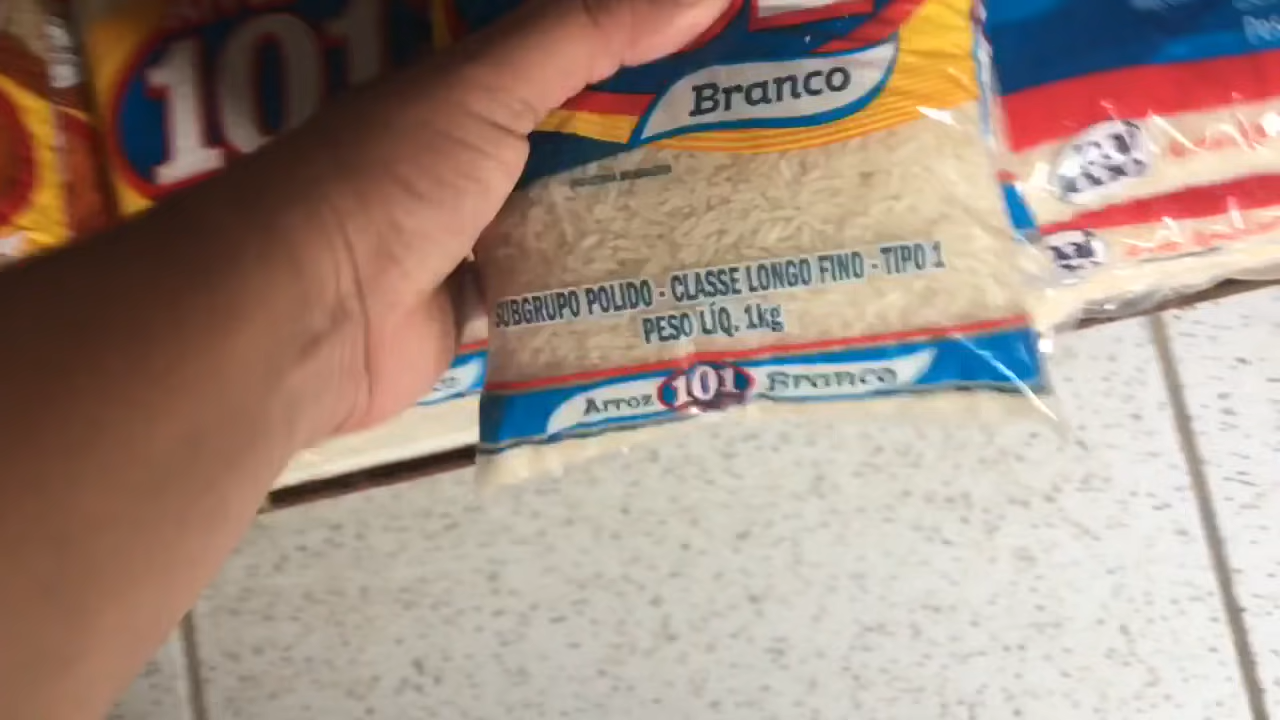 101
Branco
SUBGRUPO POLIDO - CLASSE LONGO FINO - TIPO 1
PESO LÍQ. 1kg
Arroz 101 Branco